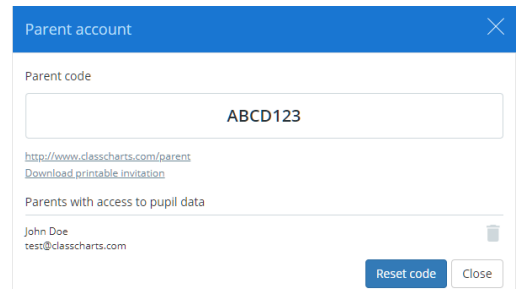 Parent account
Parent code
ABCD123
http://www.classcharts.com/parent
Download printable invitation
Parents with access to pupil data
John Doe
test@classcharts.com
Reset code
Close